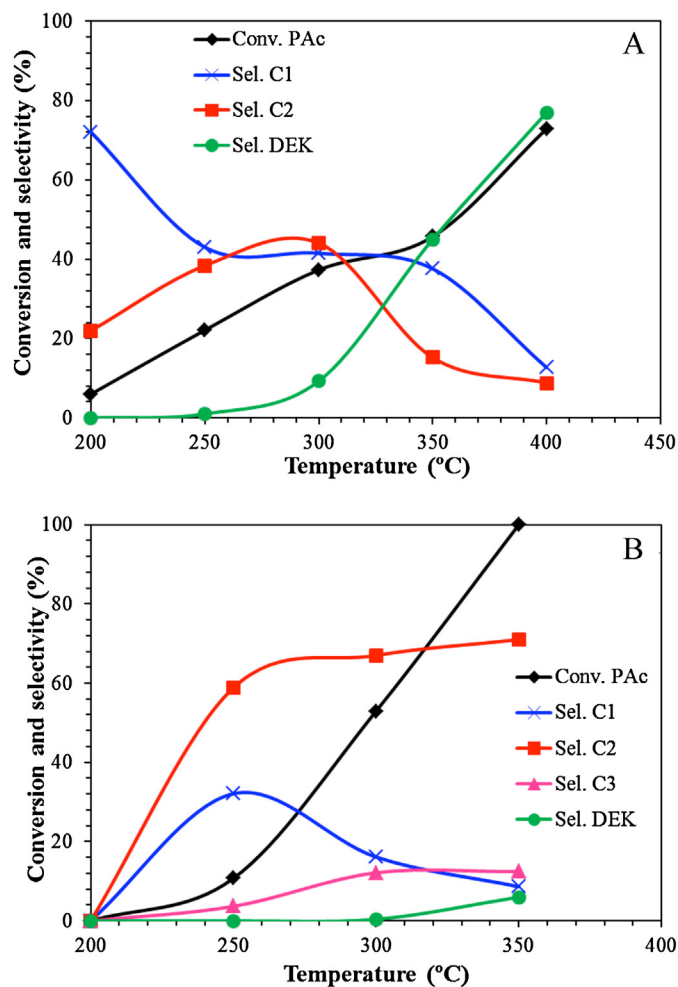 A
Conv. PAc
Sel. C1
Sel. C2
Sel. DEK
Conversion and selectivity (%)
100
80
60
40
20
0
200 250 300 350 400 450
Temperature (ºC)
B
Conv. PAc
Sel. C1
Sel. C2
Sel. C3
Sel. DEK
Conversion and selectivity (%)
100
80
60
40
20
0
200 250 300 350 400
Temperature (ºC)